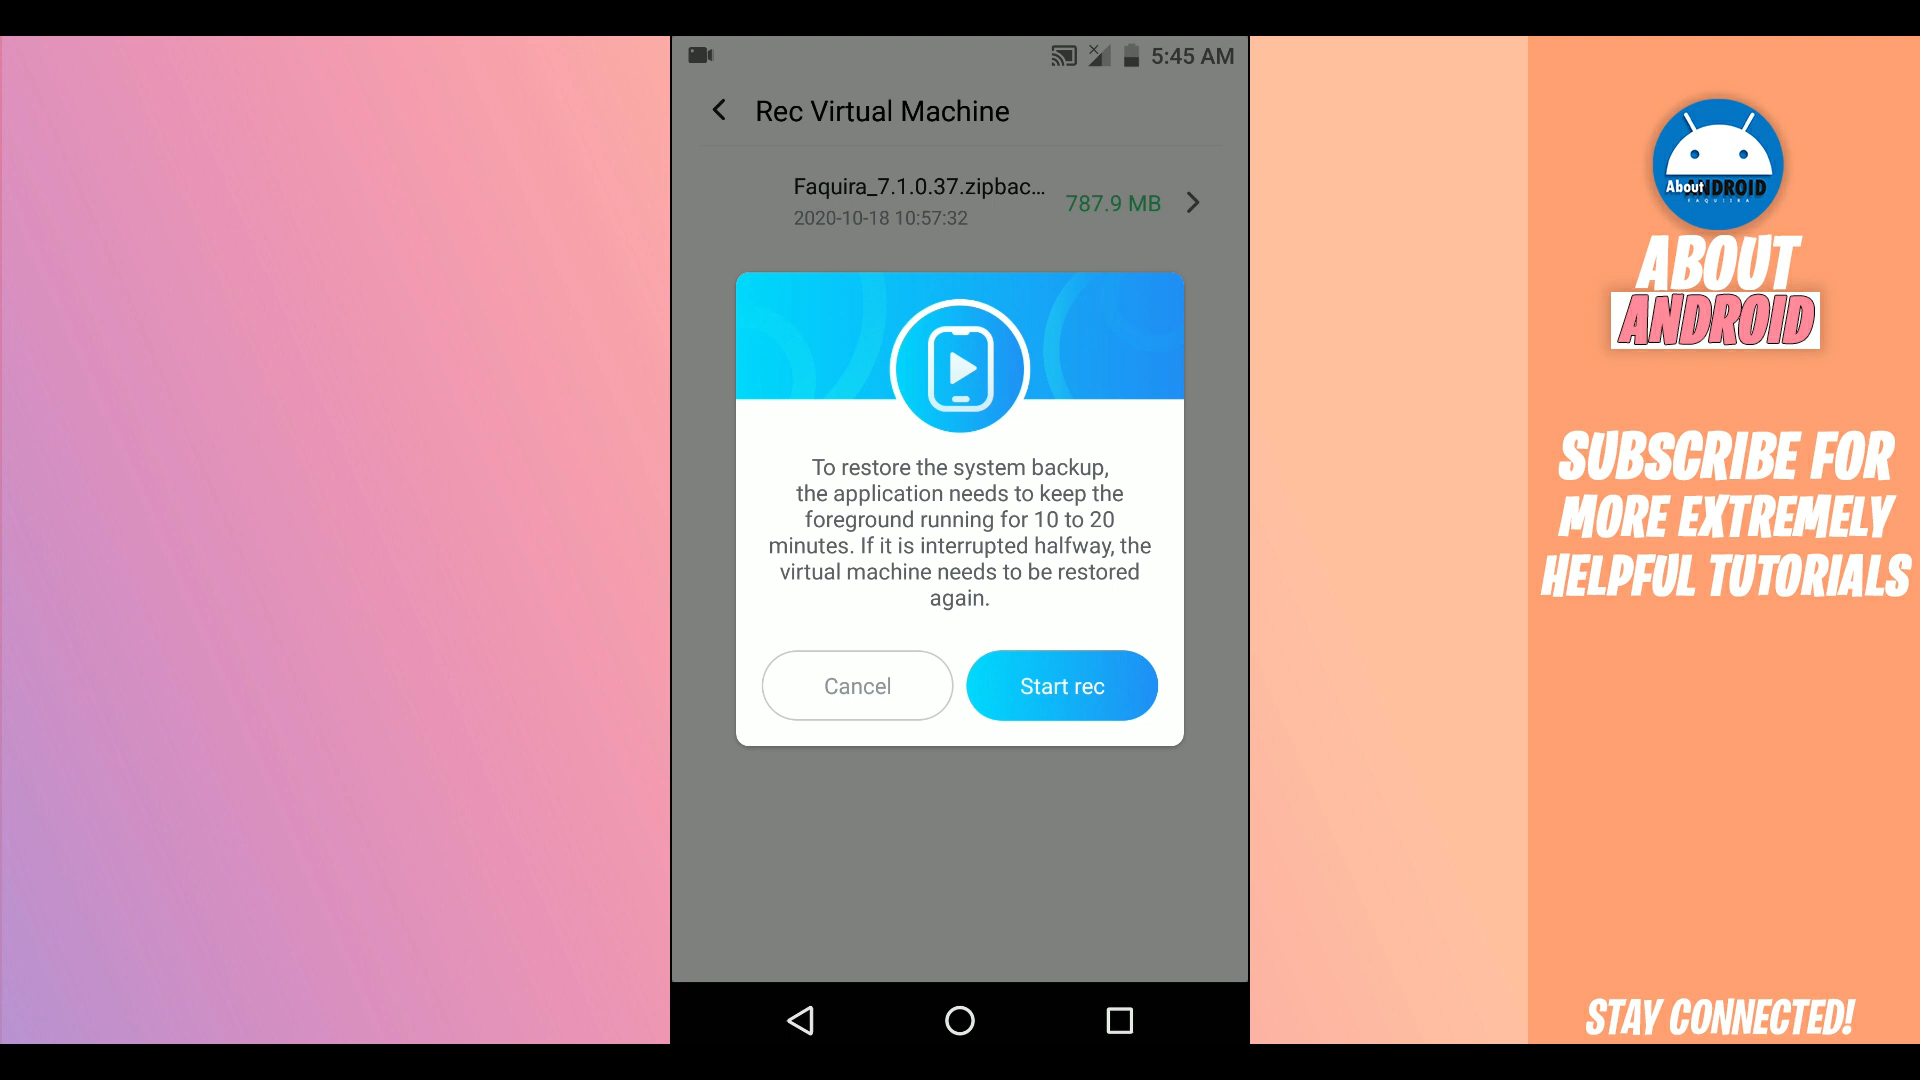 5:45 AM
Rec Virtual Machine
Faquira_7.1.0.37.zipbac...
787.9 MB
2020-10-18 10:57:32
To restore the system backup,
the application needs to keep the
foreground running for 10 to 20
minutes. If it is interrupted halfway, the
virtual machine needs to be restored
again.
Cancel
Start rec
About ANDROID
FAQUIIRA
ABOUT
ANDROID
SUBSCRIBE FOR
MORE EXTREMELY
HELPFUL TUTORIALS
STAY CONNECTED!